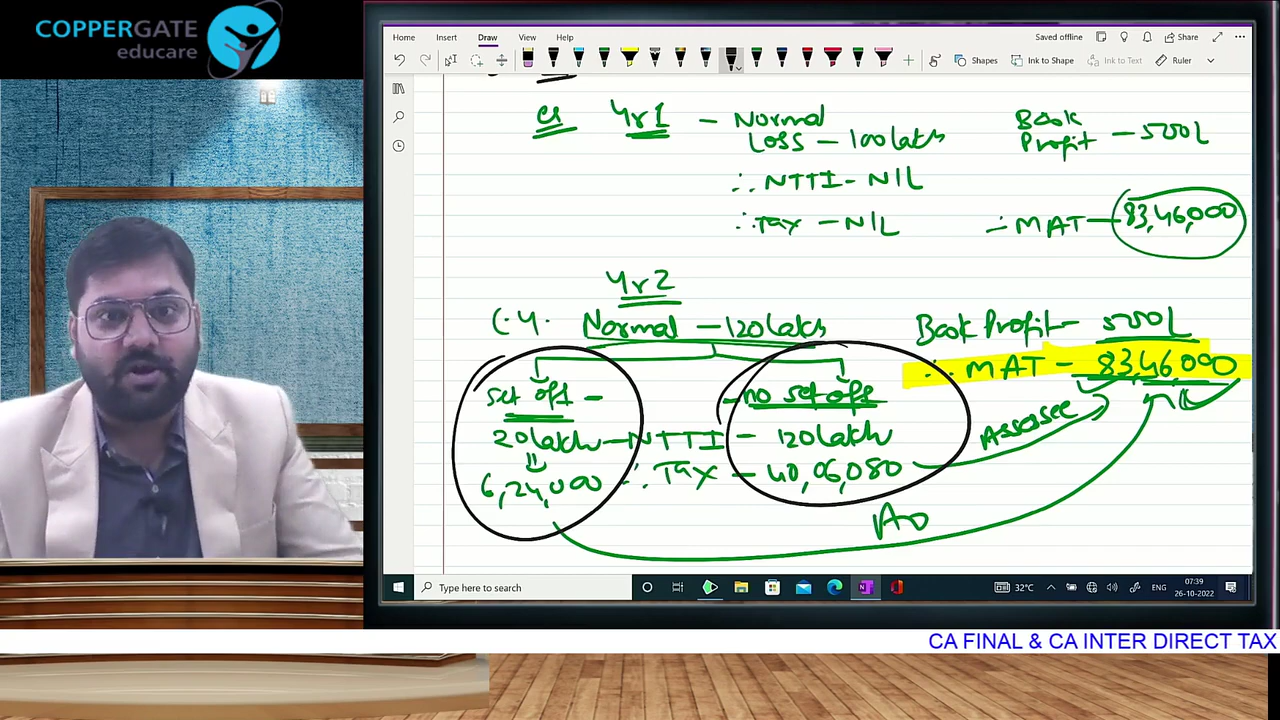 COPPERGATE
educare
Home Insert Draw View Help
Saved offline
Share
Shapes
Ink to Shape
Ink to Text
Ruler
Yr1 - Normal
Loss - 100 lakhs
Book
Profit - 500L
∴ NTTI - NIL
∴ Tax - NIL
∴ MAT - 83,46,000
Yr2
C.Y. Normal - 120 lakhs
Book Profit - 500L
∴ MAT - 83,46,000
set off -
- no set off
20 lakh - NTTI - 120 lakh
Assessee
6,24,000 ∴ Tax - 40,06,080
AO
Type here to search
32°C
ENG
07:39
26-10-2022
CA FINAL & CA INTER DIRECT TAX